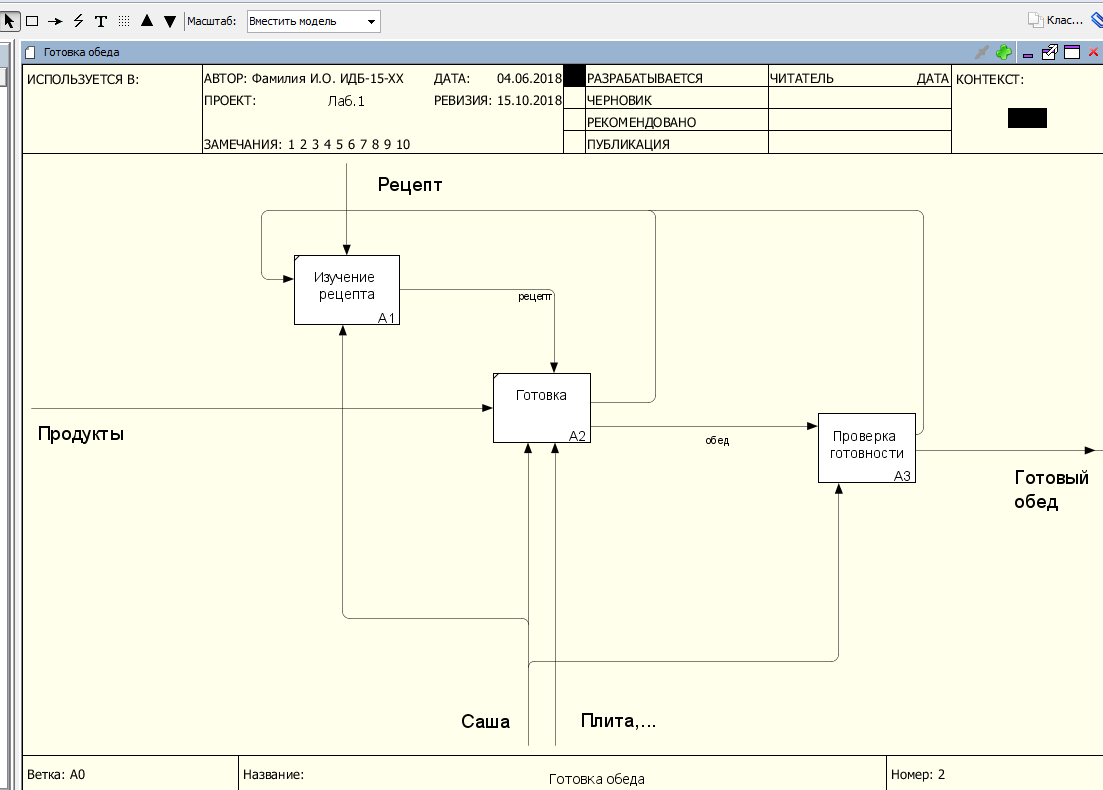 T Масштаб: Вместить модель Клас...
Готовка обеда
ИСПОЛЬЗУЕТСЯ В: АВТОР: Фамилия И.О. ИДБ-15-ХХ ДАТА: 04.06.2018 РАЗРАБАТЫВАЕТСЯ ЧИТАТЕЛЬ ДАТА КОНТЕКСТ:
ПРОЕКТ: Лаб.1 РЕВИЗИЯ: 15.10.2018 ЧЕРНОВИК
РЕКОМЕНДОВАНО
ЗАМЕЧАНИЯ: 1 2 3 4 5 6 7 8 9 10 ПУБЛИКАЦИЯ
Рецепт
Изучение
рецепта
A1
рецепт
Готовка
A2
Продукты
обед
Проверка
готовности
A3
Готовый
обед
Саша
Плита,...
Ветка: A0 Название: Готовка обеда Номер: 2